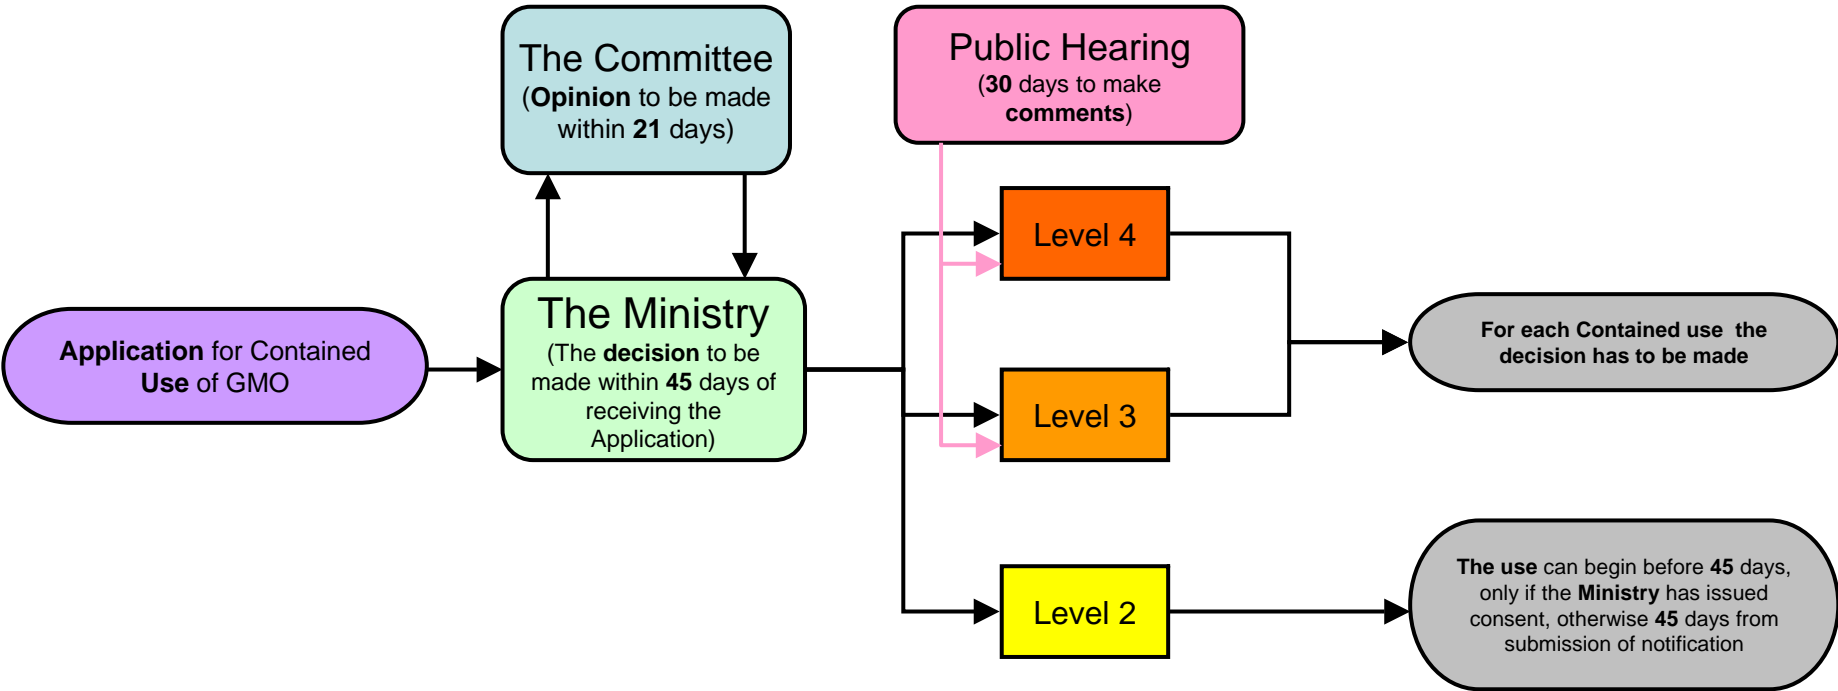 The Committee
(Opinion to be made
within 21 days)
Public Hearing
(30 days to make
comments)
Level 4
Application for Contained
Use of GMO
The Ministry
(The decision to be
made within 45 days of
receiving the
Application)
Level 3
For each Contained use  the
decision has to be made
Level 2
The use can begin before 45 days,
only if the Ministry has issued
consent, otherwise 45 days from
submission of notification